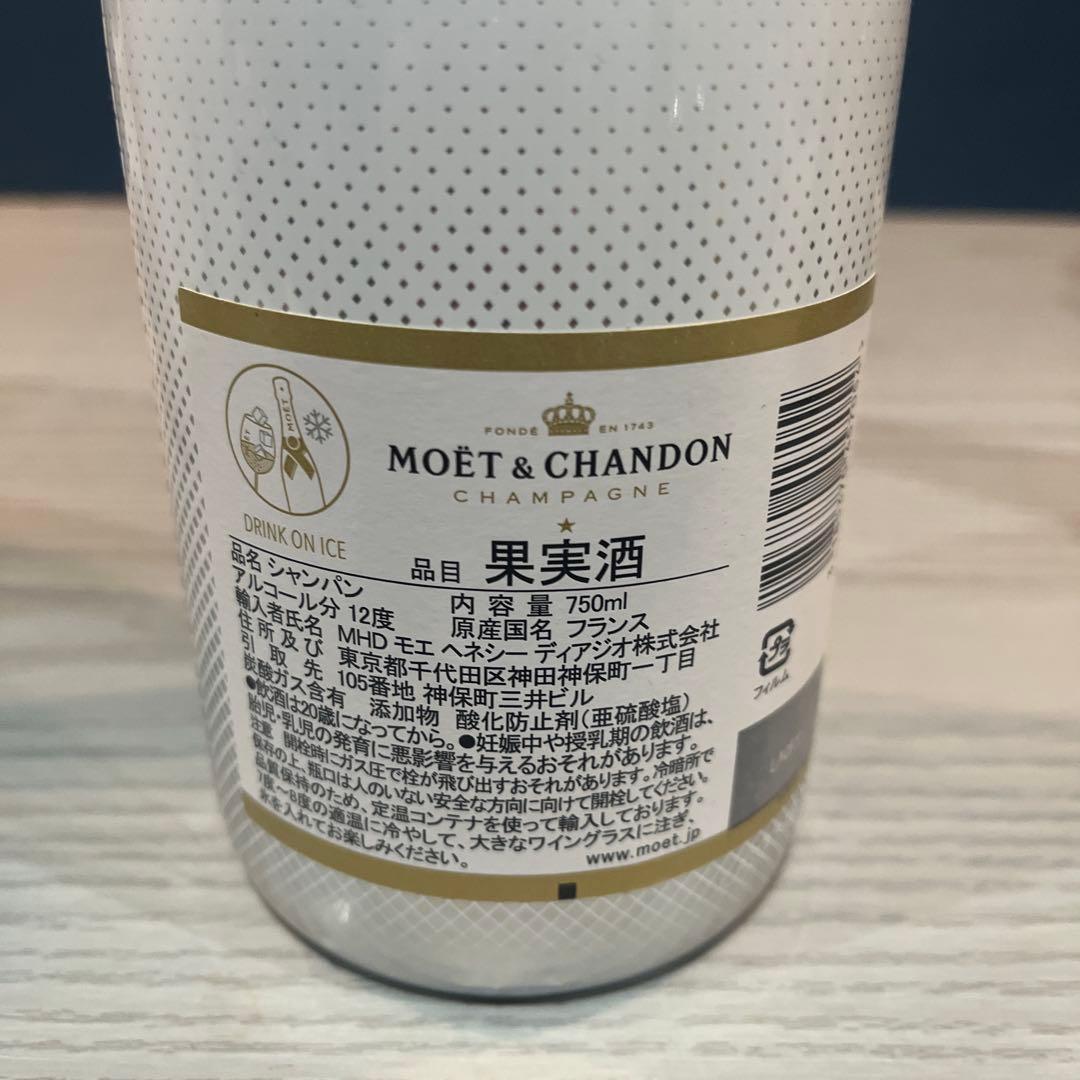 MOËT
FONDÉ EN 1743
MOËT & CHANDON
CHAMPAGNE
DRINK ON ICE
品名 シャンパン 品目 果実酒
アルコール分 12度 内容量 750ml
輸入者氏名 MHD モエ ヘネシー ディアジオ株式会社 原産国名 フランス
住所及び 東京都千代田区神田神保町一丁目
引取先 105番地 神保町三井ビル
炭酸ガス含有 添加物 酸化防止剤(亜硫酸塩)
●飲酒は20歳になってから。●妊娠中や授乳期の飲酒は、
胎児・乳児の発育に悪影響を与えるおそれがあります。
注意 開栓時にガス圧で栓が飛び出すおそれがあります。冷暗所で
保存の上、瓶口は人のいない安全な方向に向けて開栓してください。
品質保持のため、定温コンテナを使って輸入しております。
7度〜8度の適温に冷やして、大きなワイングラスに注ぎ、
氷を入れてお楽しみください。
www.moet.jp
プラ
フィルム